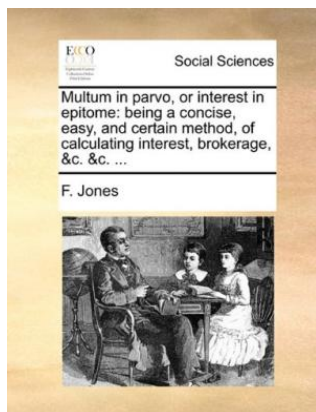 ECCO
Social Sciences
Multum in parvo, or interest in
epitome: being a concise,
easy, and certain method, of
calculating interest, brokerage,
&c. &c. ...
F. Jones